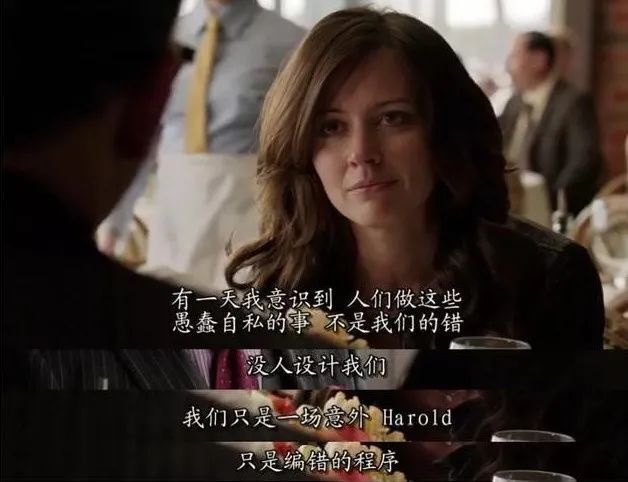 有一天我意识到 人们做这些
愚蠢自私的事 不是我们的错
没人设计我们
我们只是一场意外 Harold
只是编错的程序